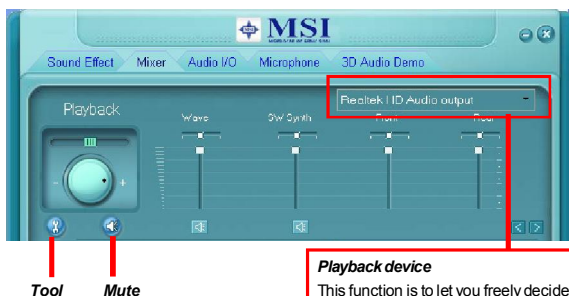 MSI
Sound Effect Mixer Audio I/O Microphone 3D Audio Demo
Realtek HD Audio output
Playback
Wave SW Synth Front Rear
- +
< >
Playback device
Tool Mute This function is to let you freely decide